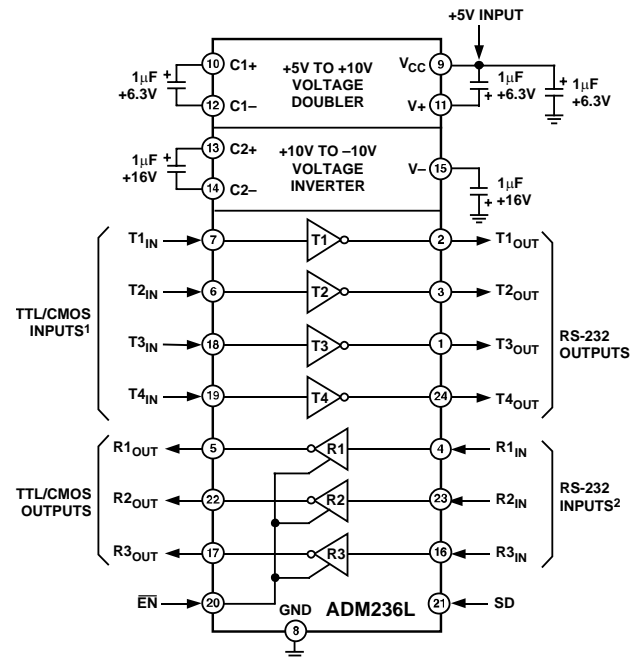 +5V INPUT
10 C1+ +5V TO +10V VOLTAGE DOUBLER VCC 9
1μF +6.3V +
12 C1– V+ 11
+ 1μF +6.3V
+ 1μF +6.3V
13 C2+ +10V TO –10V VOLTAGE INVERTER V– 15
1μF +16V +
14 C2–
+ 1μF +16V
TTL/CMOS INPUTS1
T1IN 7 T1 2 T1OUT
T2IN 6 T2 3 T2OUT
T3IN 18 T3 1 T3OUT
T4IN 19 T4 24 T4OUT
RS-232 OUTPUTS
TTL/CMOS OUTPUTS
R1OUT 5 R1 4 R1IN
R2OUT 22 R2 23 R2IN
R3OUT 17 R3 16 R3IN
RS-232 INPUTS2
EN 20 GND ADM236L 21 SD
8